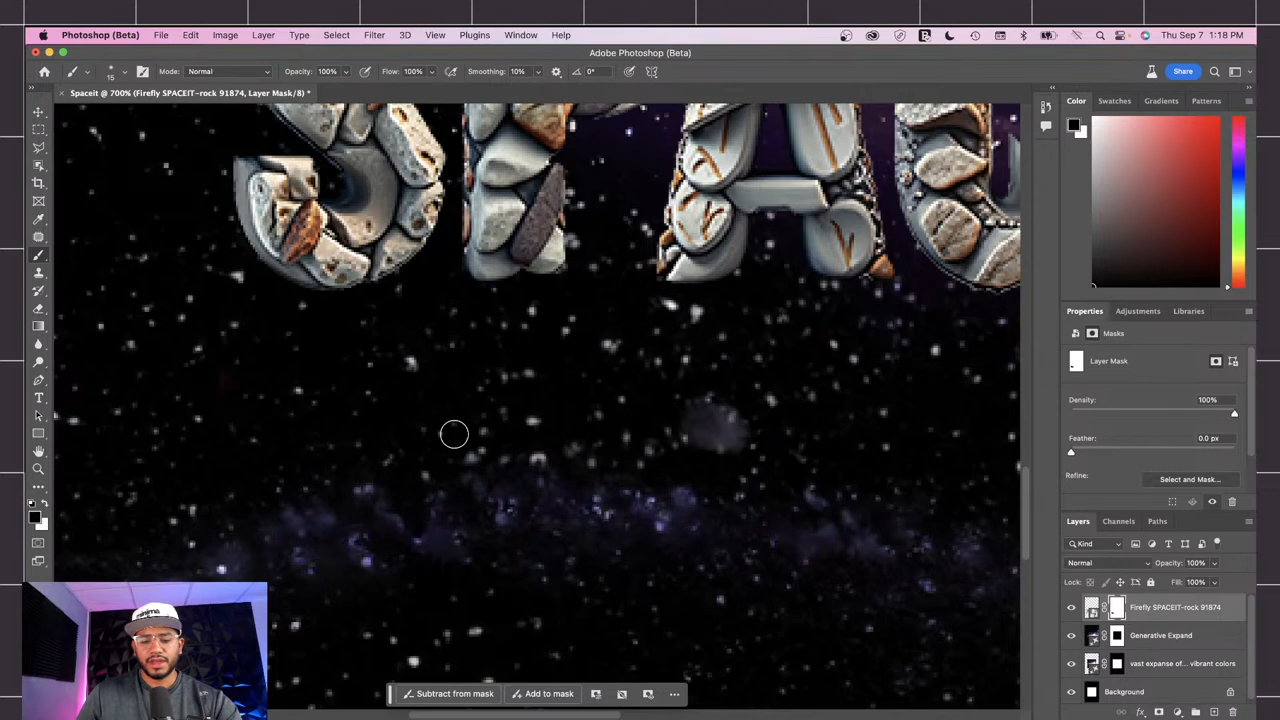 Photoshop (Beta) File Edit Image Layer Type Select Filter 3D View Plugins Window Help Thu Sep 7 1:18 PM
Adobe Photoshop (Beta)
15 Mode: Normal Opacity: 100% Flow: 100% Smoothing: 10% 0° Share
Spaceit @ 700% (Firefly SPACEIT-rock 91874, Layer Mask/8) *
Color Swatches Gradients Patterns
SPAC
Properties Adjustments Libraries
Masks
Layer Mask
Density: 100%
Feather: 0.0 px
Refine: Select and Mask...
Layers Channels Paths
Kind
Normal Opacity: 100%
Lock: Fill: 100%
Firefly SPACEIT-rock 91874
Generative Expand
vast expanse of... vibrant colors
Background
Subtract from mask Add to mask
minima